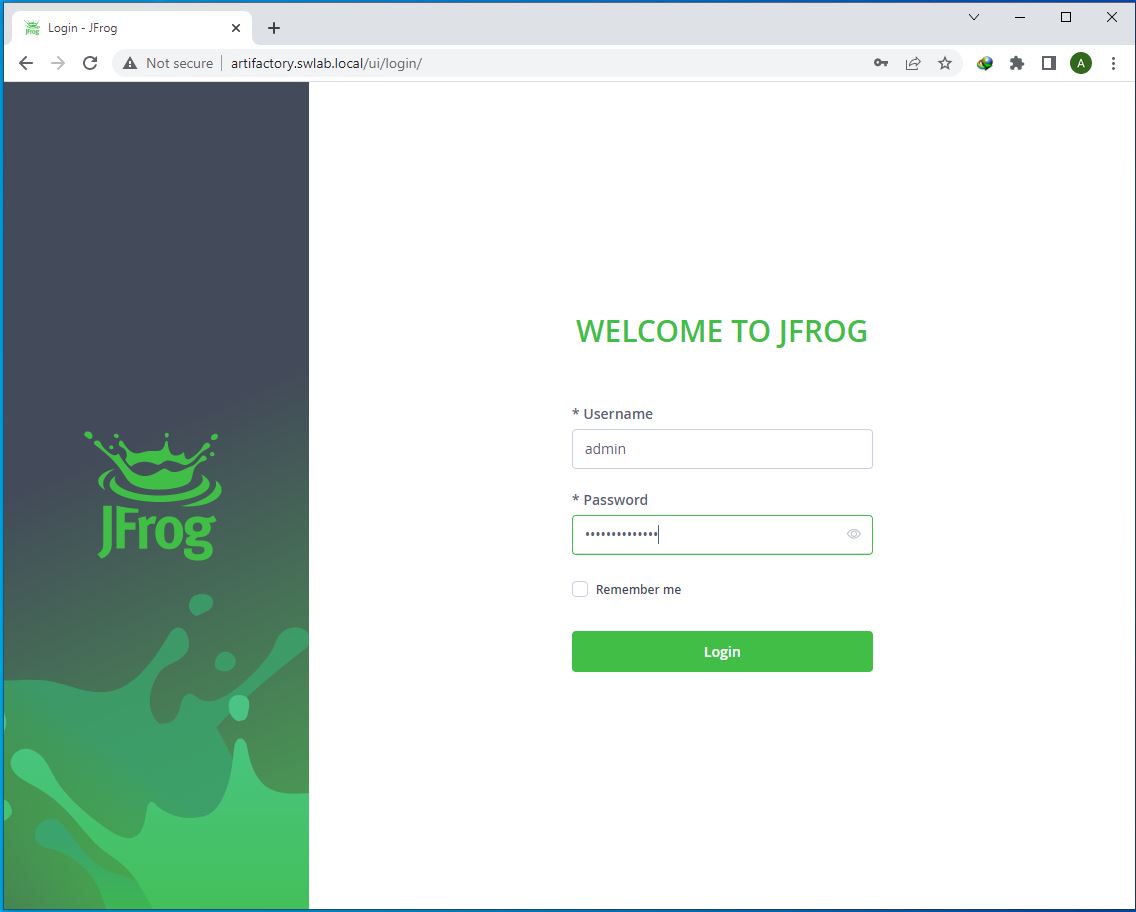 Login - JFrog
Not secure artifactory.swlab.local/ui/login/
A
WELCOME TO JFROG
* Username
admin
JFrog
* Password
••••••••••••••
Remember me
Login